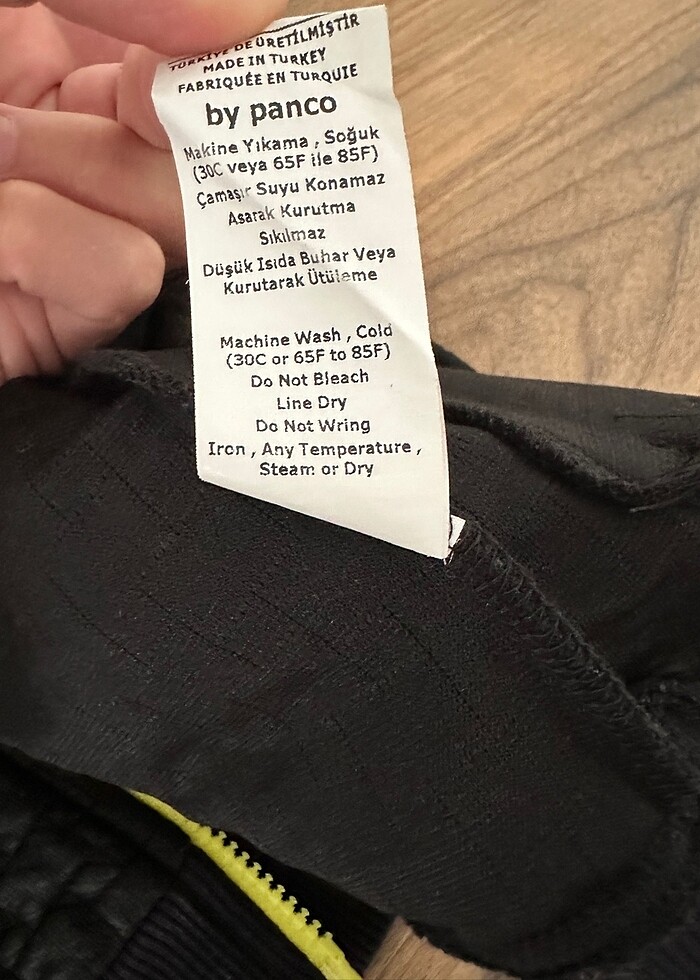 TÜRKİYE DE ÜRETİLMİŞTİR
MADE IN TURKEY
FABRIQUÉE EN TURQUIE
by panco
Makine Yıkama , Soğuk
(30C veya 65F ile 85F)
Çamaşır Suyu Konamaz
Asarak Kurutma
Sıkılmaz
Düşük Isıda Buhar Veya
Kurutarak Ütüleme
Machine Wash , Cold
(30C or 65F to 85F)
Do Not Bleach
Line Dry
Do Not Wring
Iron , Any Temperature ,
Steam or Dry